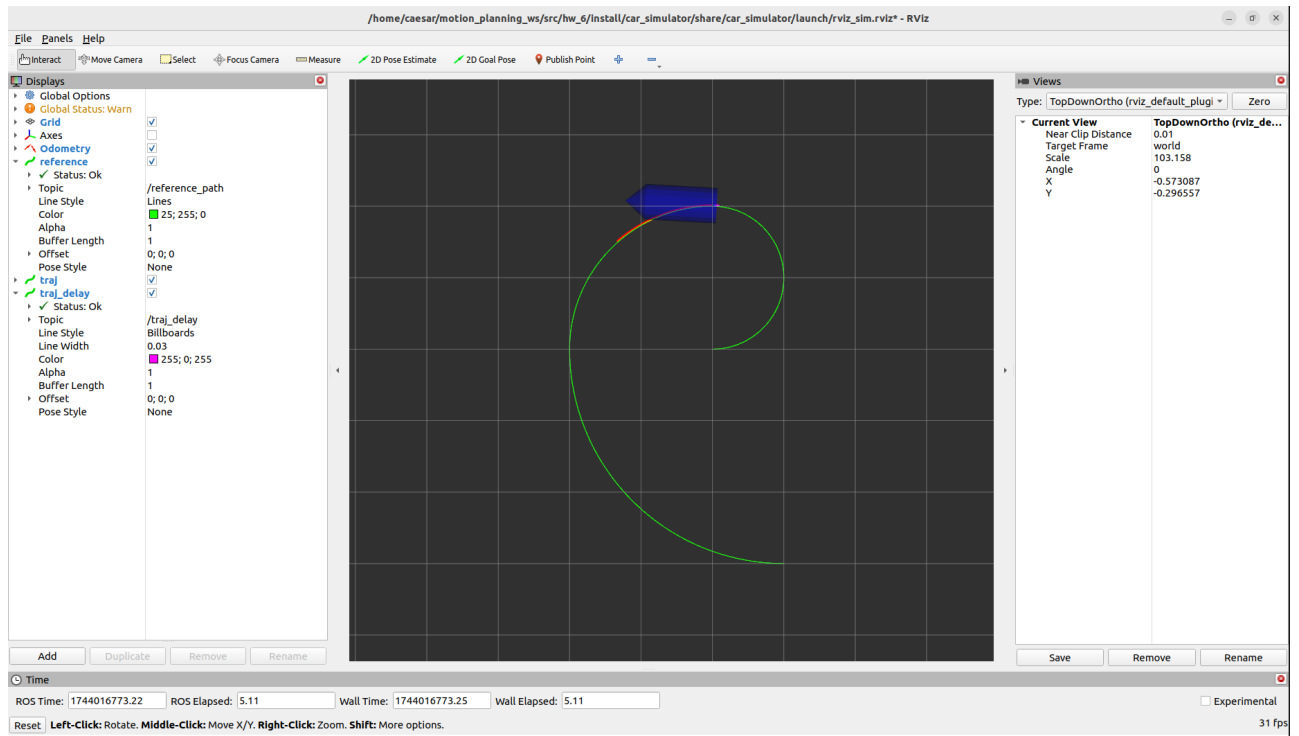 /home/caesar/motion_planning_ws/src/hw_6/install/car_simulator/share/car_simulator/launch/rviz_sim.rviz* - RViz
File Panels Help
Interact Move Camera Select Focus Camera Measure 2D Pose Estimate 2D Goal Pose Publish Point
Displays
Global Options
Global Status: Warn
Grid
Axes
Odometry
reference
✓ Status: Ok
Topic /reference_path
Line Style Lines
Color 25; 255; 0
Alpha 1
Buffer Length 1
Offset 0; 0; 0
Pose Style None
traj
traj_delay
✓ Status: Ok
Topic /traj_delay
Line Style Billboards
Line Width 0.03
Color 255; 0; 255
Alpha 1
Buffer Length 1
Offset 0; 0; 0
Pose Style None
Add Duplicate Remove Rename
Views
Type: TopDownOrtho (rviz_default_plugi Zero
Current View TopDownOrtho (rviz_de...
Near Clip Distance 0.01
Target Frame world
Scale 103.158
Angle 0
X -0.573087
Y -0.296557
Save Remove Rename
Time
ROS Time: 1744016773.22 ROS Elapsed: 5.11 Wall Time: 1744016773.25 Wall Elapsed: 5.11 Experimental
Reset Left-Click: Rotate. Middle-Click: Move X/Y. Right-Click: Zoom. Shift: More options. 31 fps